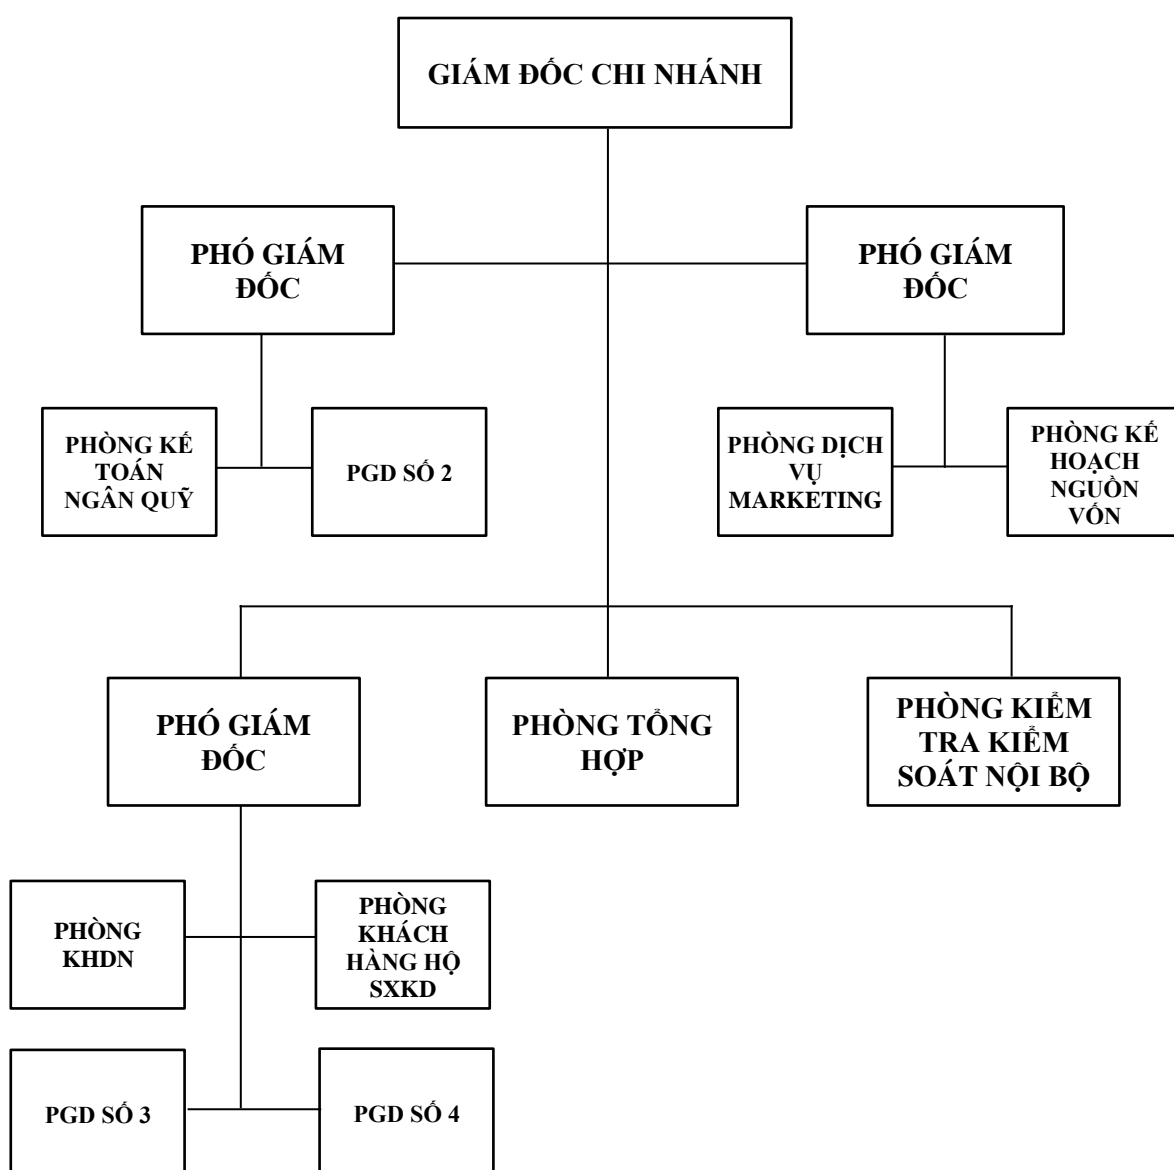 GIÁM ĐỐC CHI NHÁNH
PHÓ GIÁM
ĐỐC
PHÓ GIÁM
ĐỐC
PHÒNG KẾ
TOÁN
NGÂN QUỸ
PGD SỐ 2
PHÒNG DỊCH
VỤ
MARKETING
PHÒNG KẾ
HOẠCH
NGUỒN
VỐN
PHÓ GIÁM
ĐỐC
PHÒNG TỔNG
HỢP
PHÒNG KIỂM
TRA KIỂM
SOÁT NỘI BỘ
PHÒNG
KHDN
PHÒNG
KHÁCH
HÀNG HỘ
SXKD
PGD SỐ 3
PGD SỐ 4